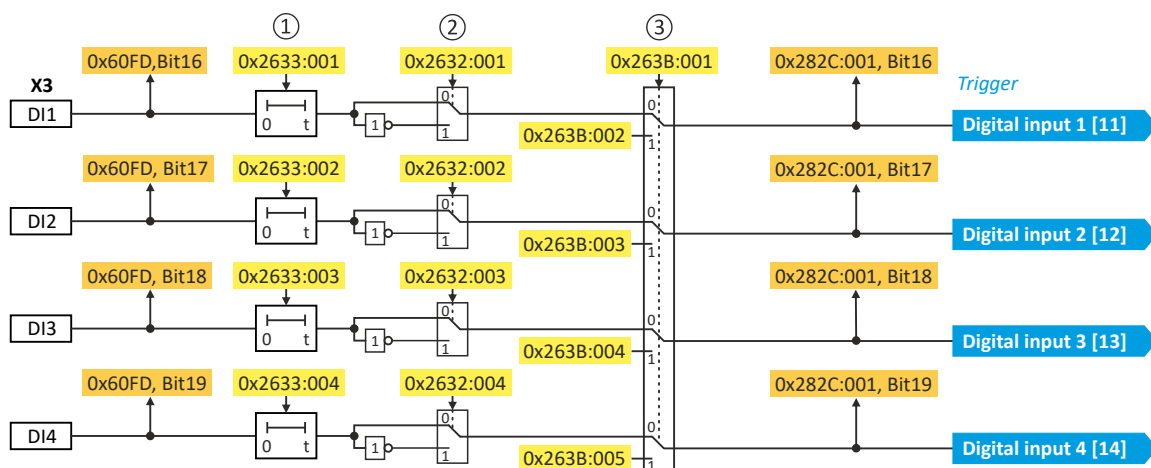 ① ② ③
0x60FD,Bit16 0x2633:001 0x2632:001 0x263B:001 0x282C:001, Bit16
X3 Trigger
DI1 0 t 1 0 1 0 1 Digital input 1 [11]
0x263B:002
0x60FD, Bit17 0x2633:002 0x2632:002 0x282C:001, Bit17
DI2 0 t 1 0 1 0 1 Digital input 2 [12]
0x263B:003
0x60FD, Bit18 0x2633:003 0x2632:003 0x282C:001, Bit18
DI3 0 t 1 0 1 0 1 Digital input 3 [13]
0x263B:004
0x60FD, Bit19 0x2633:004 0x2632:004 0x282C:001, Bit19
DI4 0 t 1 0 1 0 1 Digital input 4 [14]
0x263B:005